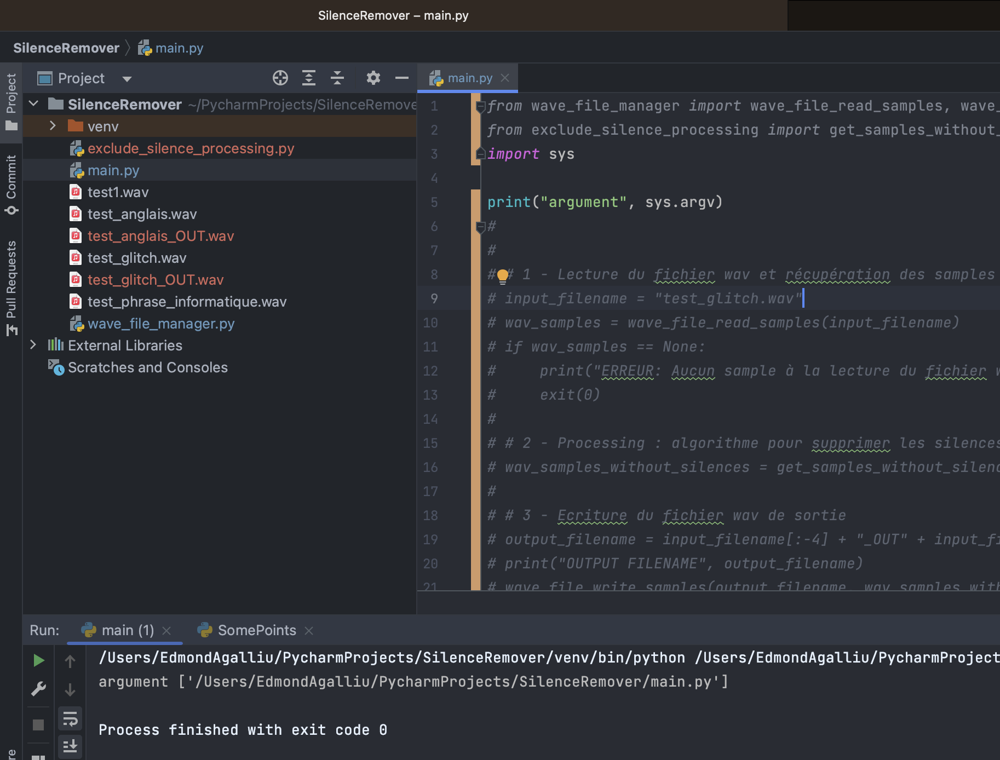 SilenceRemover – main.py
SilenceRemover main.py
Project
Commit
Pull Requests
Project
SilenceRemover ~/PycharmProjects/SilenceRemove
venv
exclude_silence_processing.py
main.py
test1.wav
test_anglais.wav
test_anglais_OUT.wav
test_glitch.wav
test_glitch_OUT.wav
test_phrase_informatique.wav
wave_file_manager.py
External Libraries
Scratches and Consoles
main.py
1 from wave_file_manager import wave_file_read_samples, wave_
2 from exclude_silence_processing import get_samples_without_
3 import sys
4
5 print("argument", sys.argv)
6 #
7 #
8 # # 1 - Lecture du fichier wav et récupération des samples
9 # input_filename = "test_glitch.wav"
10 # wav_samples = wave_file_read_samples(input_filename)
11 # if wav_samples == None:
12 #     print("ERREUR: Aucun sample à la lecture du fichier w
13 #     exit(0)
14 #
15 # # 2 - Processing : algorithme pour supprimer les silences
16 # wav_samples_without_silences = get_samples_without_silenc
17 #
18 # # 3 - Ecriture du fichier wav de sortie
19 # output_filename = input_filename[:-4] + "_OUT" + input_fi
20 # print("OUTPUT FILENAME", output_filename)
21 # wave_file_write_samples(output_filename, wav_samples_with
Run: main (1) SomePoints
/Users/EdmondAgalliu/PycharmProjects/SilenceRemover/venv/bin/python /Users/EdmondAgalliu/PycharmProject
argument ['/Users/EdmondAgalliu/PycharmProjects/SilenceRemover/main.py']
Process finished with exit code 0
re